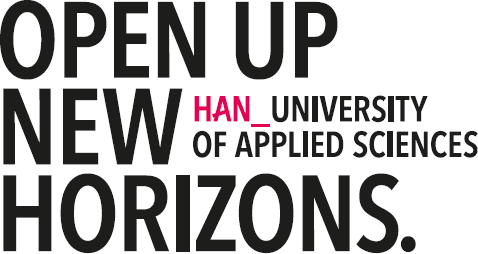 OPEN UP
NEW
HAN_UNIVERSITY
OF APPLIED SCIENCES
HORIZONS.